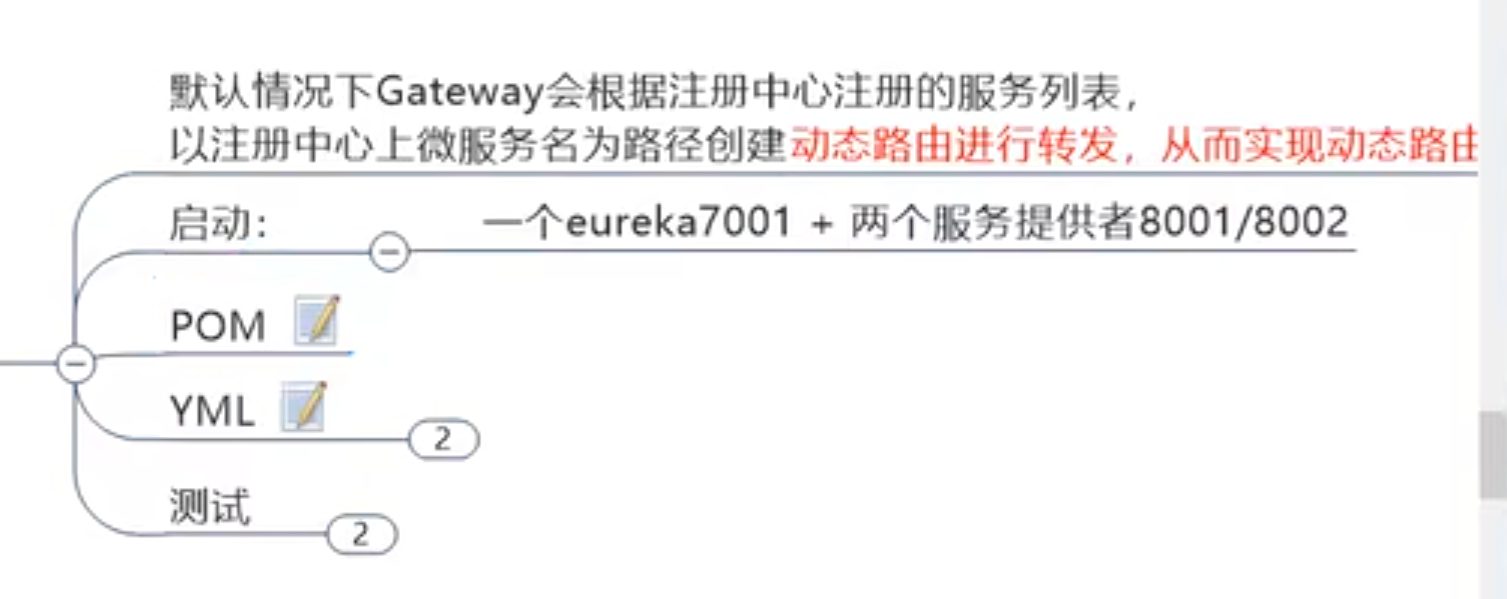 默认情况下Gateway会根据注册中心注册的服务列表，
以注册中心上微服务名为路径创建动态路由进行转发，从而实现动态路由
启动：
一个eureka7001 + 两个服务提供者8001/8002
POM
YML
2
测试
2